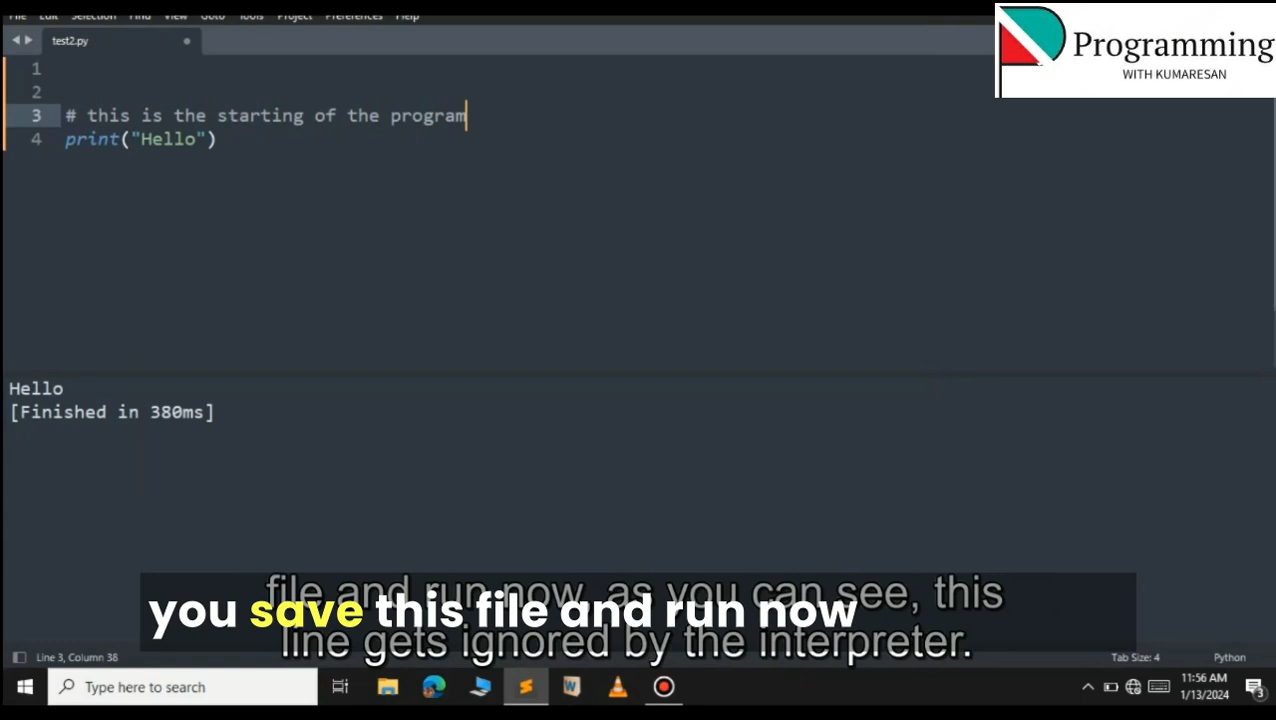 File Edit Selection Find View Goto Tools Project Preferences Help
test2.py
Programming
WITH KUMARESAN
1
2
3 # this is the starting of the program
4 print("Hello")
Hello
[Finished in 380ms]
file and run now, as you can see, this
you save this file and run now
line gets ignored by the interpreter.
Line 3, Column 38
Tab Size: 4
Python
Type here to search
11:56 AM
1/13/2024
3